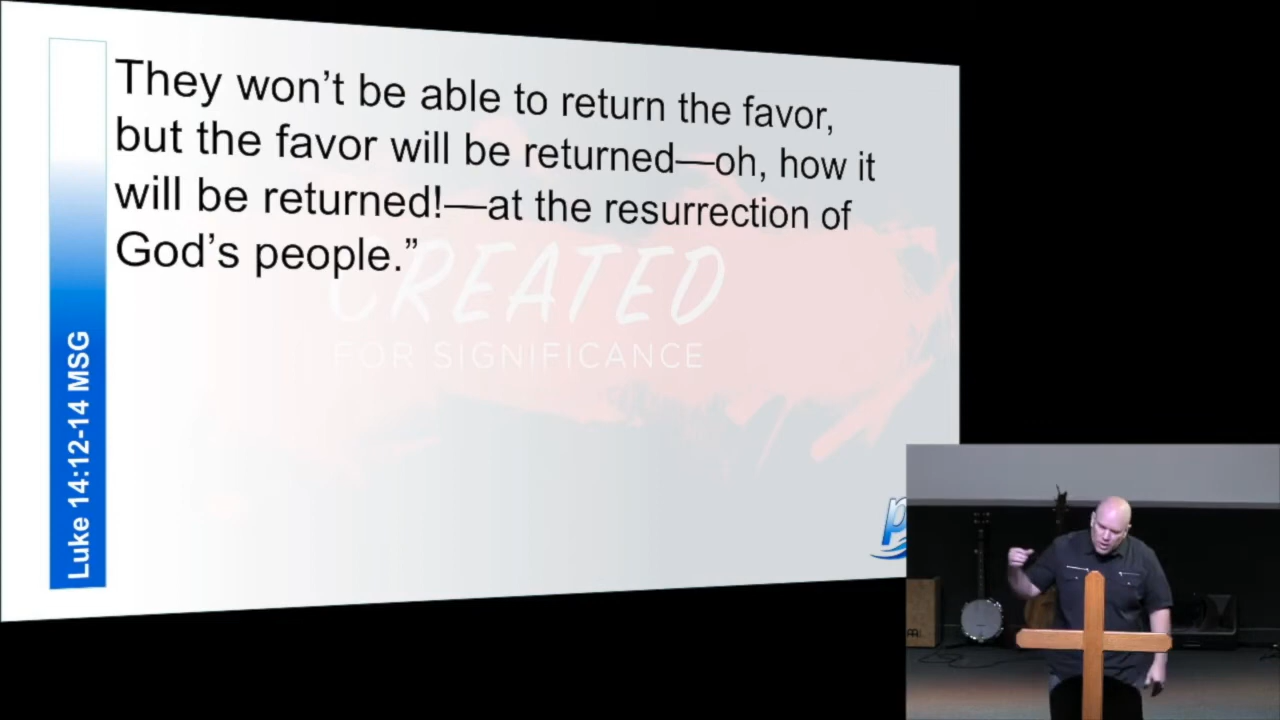 They won’t be able to return the favor,
but the favor will be returned—oh, how it
will be returned!—at the resurrection of
God’s people.”
CREATED
FOR SIGNIFICANCE
Luke 14:12-14 MSG